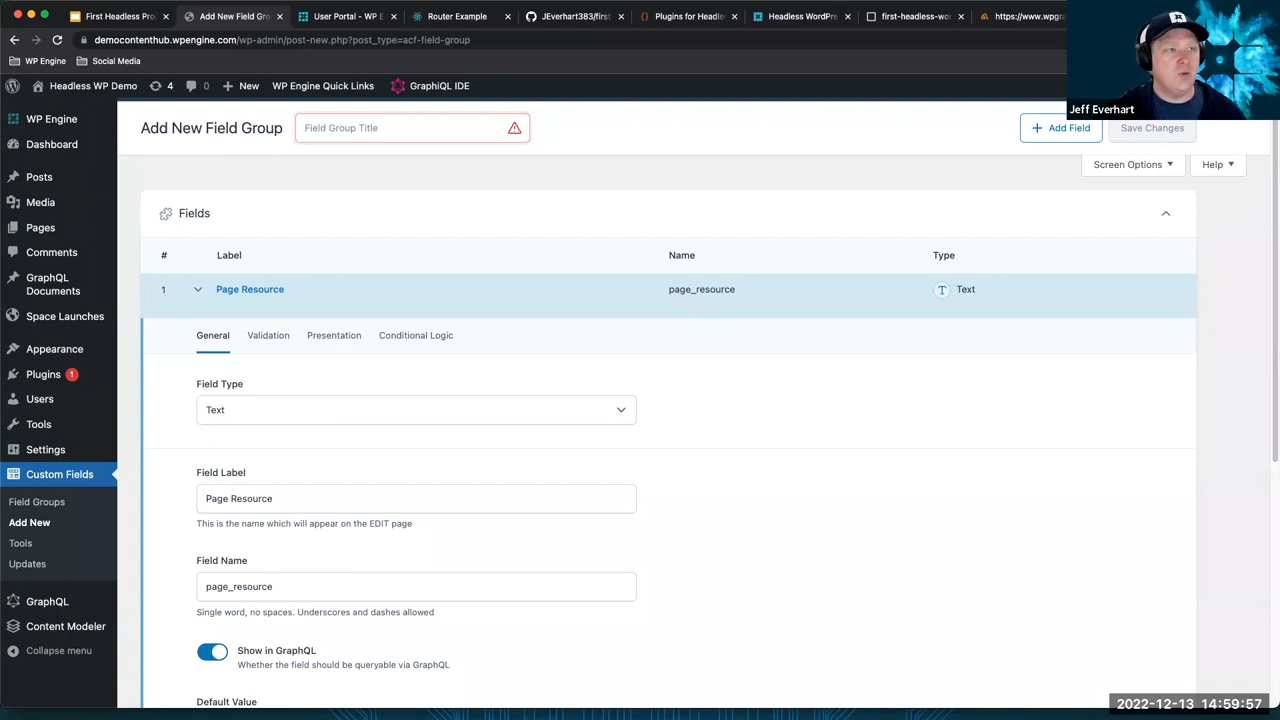 First Headless Pro
Add New Field Group
User Portal - WP E
Router Example
JEverhart383/first
Plugins for Headles
Headless WordPre
first-headless-wo
https://www.wpgra
democontenthub.wpengine.com/wp-admin/post-new.php?post_type=acf-field-group
WP Engine
Social Media
Headless WP Demo
4
0
New
WP Engine Quick Links
GraphiQL IDE
Jeff Everhart
WP Engine
Dashboard
Posts
Media
Pages
Comments
GraphQL
Documents
Space Launches
Appearance
Plugins 1
Users
Tools
Settings
Custom Fields
Field Groups
Add New
Tools
Updates
GraphQL
Content Modeler
Collapse menu
Add New Field Group
Field Group Title
Add Field
Save Changes
Screen Options
Help
Fields
# Label Name Type
1 Page Resource page_resource T Text
General Validation Presentation Conditional Logic
Field Type
Text
Field Label
Page Resource
This is the name which will appear on the EDIT page
Field Name
page_resource
Single word, no spaces. Underscores and dashes allowed
Show in GraphQL
Whether the field should be queryable via GraphQL
Default Value
2022-12-13 14:59:57